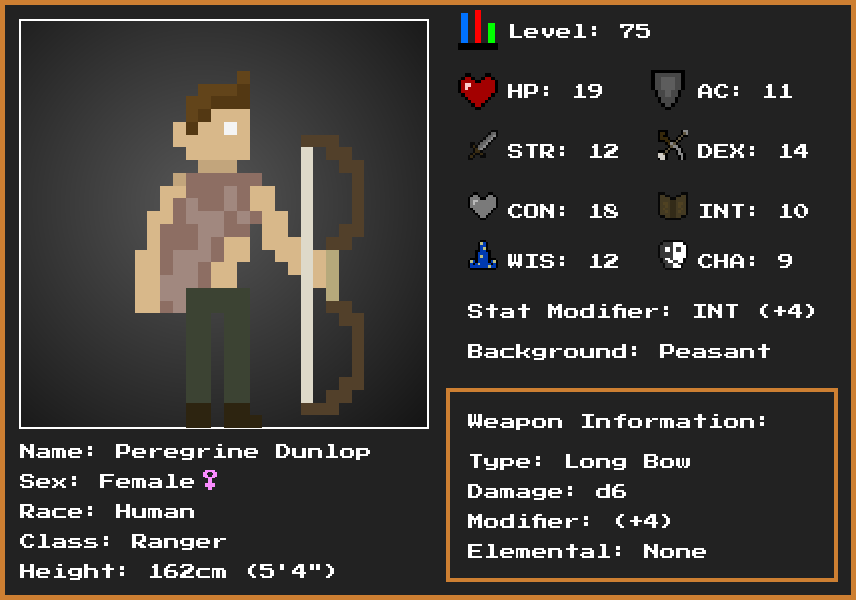 Level: 75
HP: 19
AC: 11
STR: 12
DEX: 14
CON: 18
INT: 10
WIS: 12
CHA: 9
Stat Modifier: INT (+4)
Background: Peasant
Weapon Information:
Type: Long Bow
Damage: d6
Modifier: (+4)
Elemental: None
Name: Peregrine Dunlop
Sex: Female♀
Race: Human
Class: Ranger
Height: 162cm (5'4")